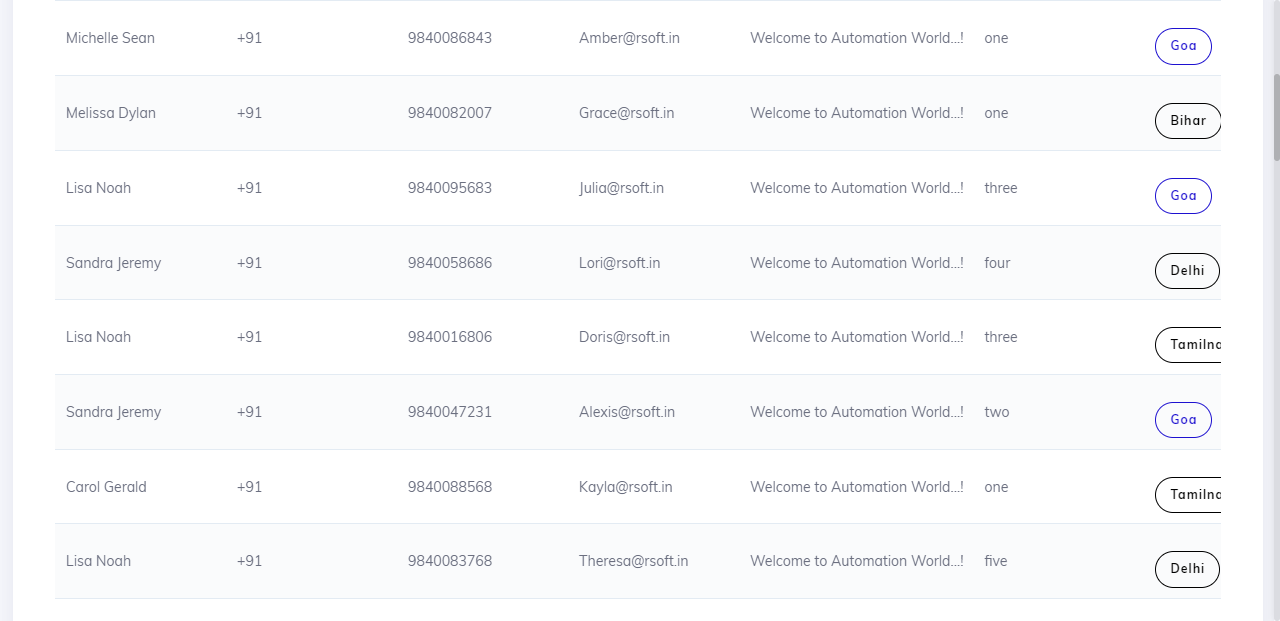 Michelle Sean +91 9840086843 Amber@rsoft.in Welcome to Automation World...! one Goa
Melissa Dylan +91 9840082007 Grace@rsoft.in Welcome to Automation World...! one Bihar
Lisa Noah +91 9840095683 Julia@rsoft.in Welcome to Automation World...! three Goa
Sandra Jeremy +91 9840058686 Lori@rsoft.in Welcome to Automation World...! four Delhi
Lisa Noah +91 9840016806 Doris@rsoft.in Welcome to Automation World...! three
Sandra Jeremy +91 9840047231 Alexis@rsoft.in Welcome to Automation World...! two Goa
Carol Gerald +91 9840088568 Kayla@rsoft.in Welcome to Automation World...! one
Lisa Noah +91 9840083768 Theresa@rsoft.in Welcome to Automation World...! five Delhi